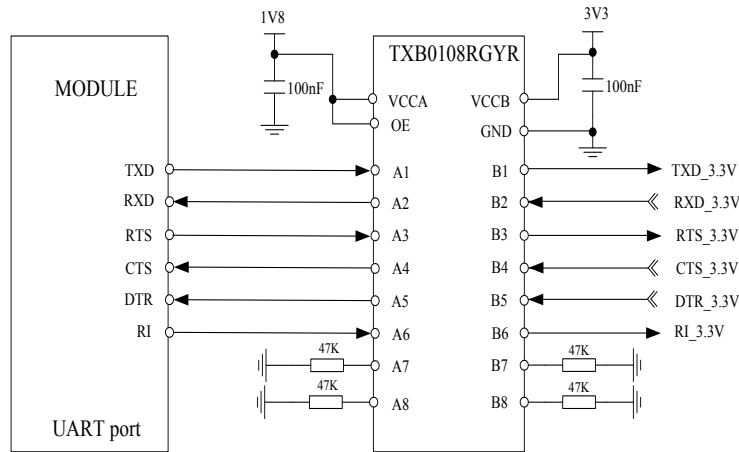 1V8
3V3
TXB0108RGYR
MODULE
100nF
100nF
VCCA
VCCB
OE
GND
TXD
A1
B1
TXD_3.3V
RXD
A2
B2
RXD_3.3V
RTS
A3
B3
RTS_3.3V
CTS
A4
B4
CTS_3.3V
DTR
A5
B5
DTR_3.3V
RI
A6
B6
RI_3.3V
47K
A7
B7
47K
47K
A8
B8
47K
UART port